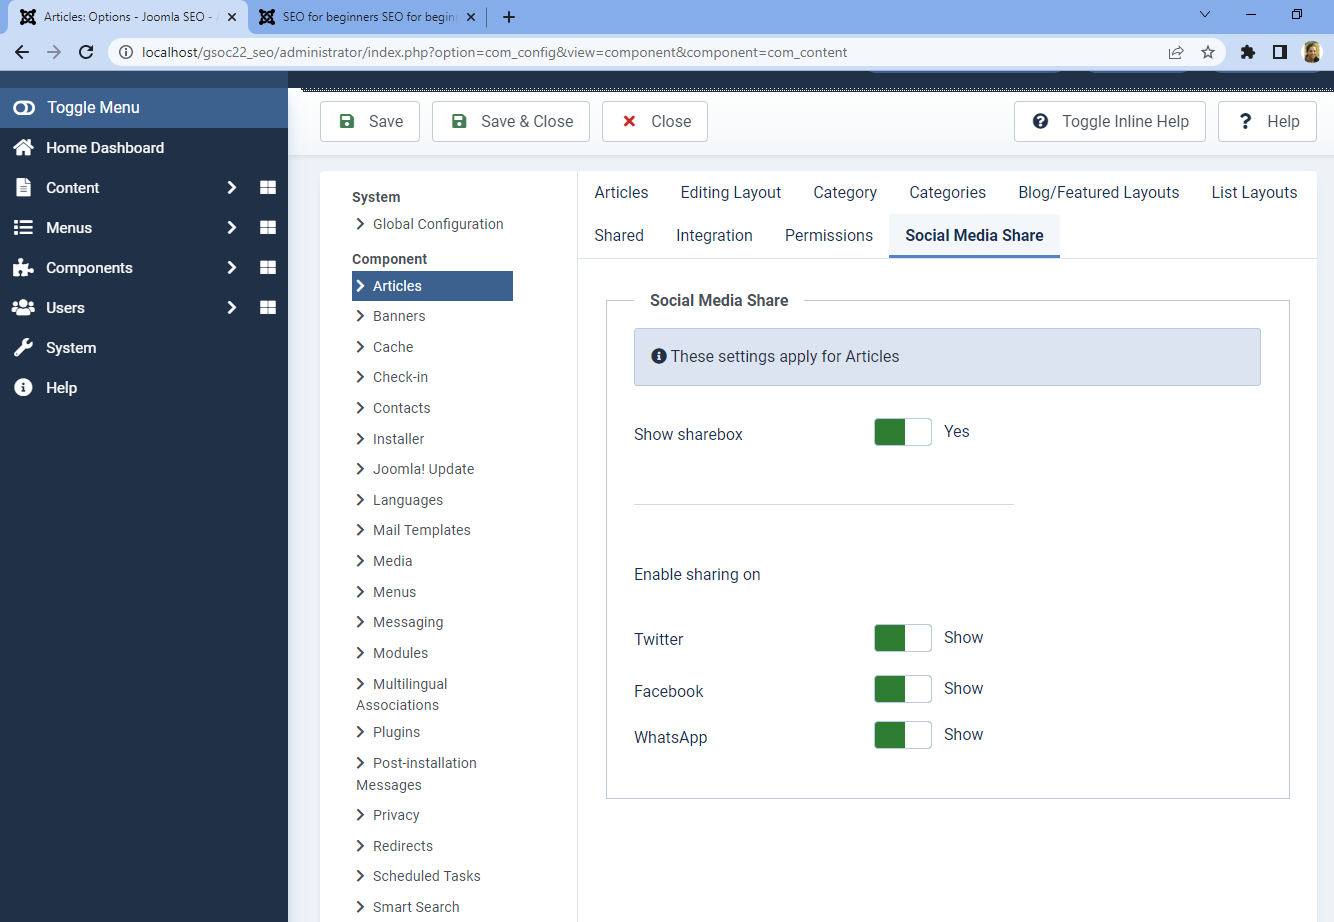 Articles: Options - Joomla SEO -
SEO for beginners SEO for begin
localhost/gsoc22_seo/administrator/index.php?option=com_config&view=component&component=com_content
Toggle Menu
Home Dashboard
Content
Menus
Components
Users
System
Help
Save
Save & Close
Close
Toggle Inline Help
Help
System
Global Configuration
Component
Articles
Banners
Cache
Check-in
Contacts
Installer
Joomla! Update
Languages
Mail Templates
Media
Menus
Messaging
Modules
Multilingual
Associations
Plugins
Post-installation
Messages
Privacy
Redirects
Scheduled Tasks
Smart Search
Articles Editing Layout Category Categories Blog/Featured Layouts List Layouts
Shared Integration Permissions Social Media Share
Social Media Share
These settings apply for Articles
Show sharebox Yes
Enable sharing on
Twitter Show
Facebook Show
WhatsApp Show